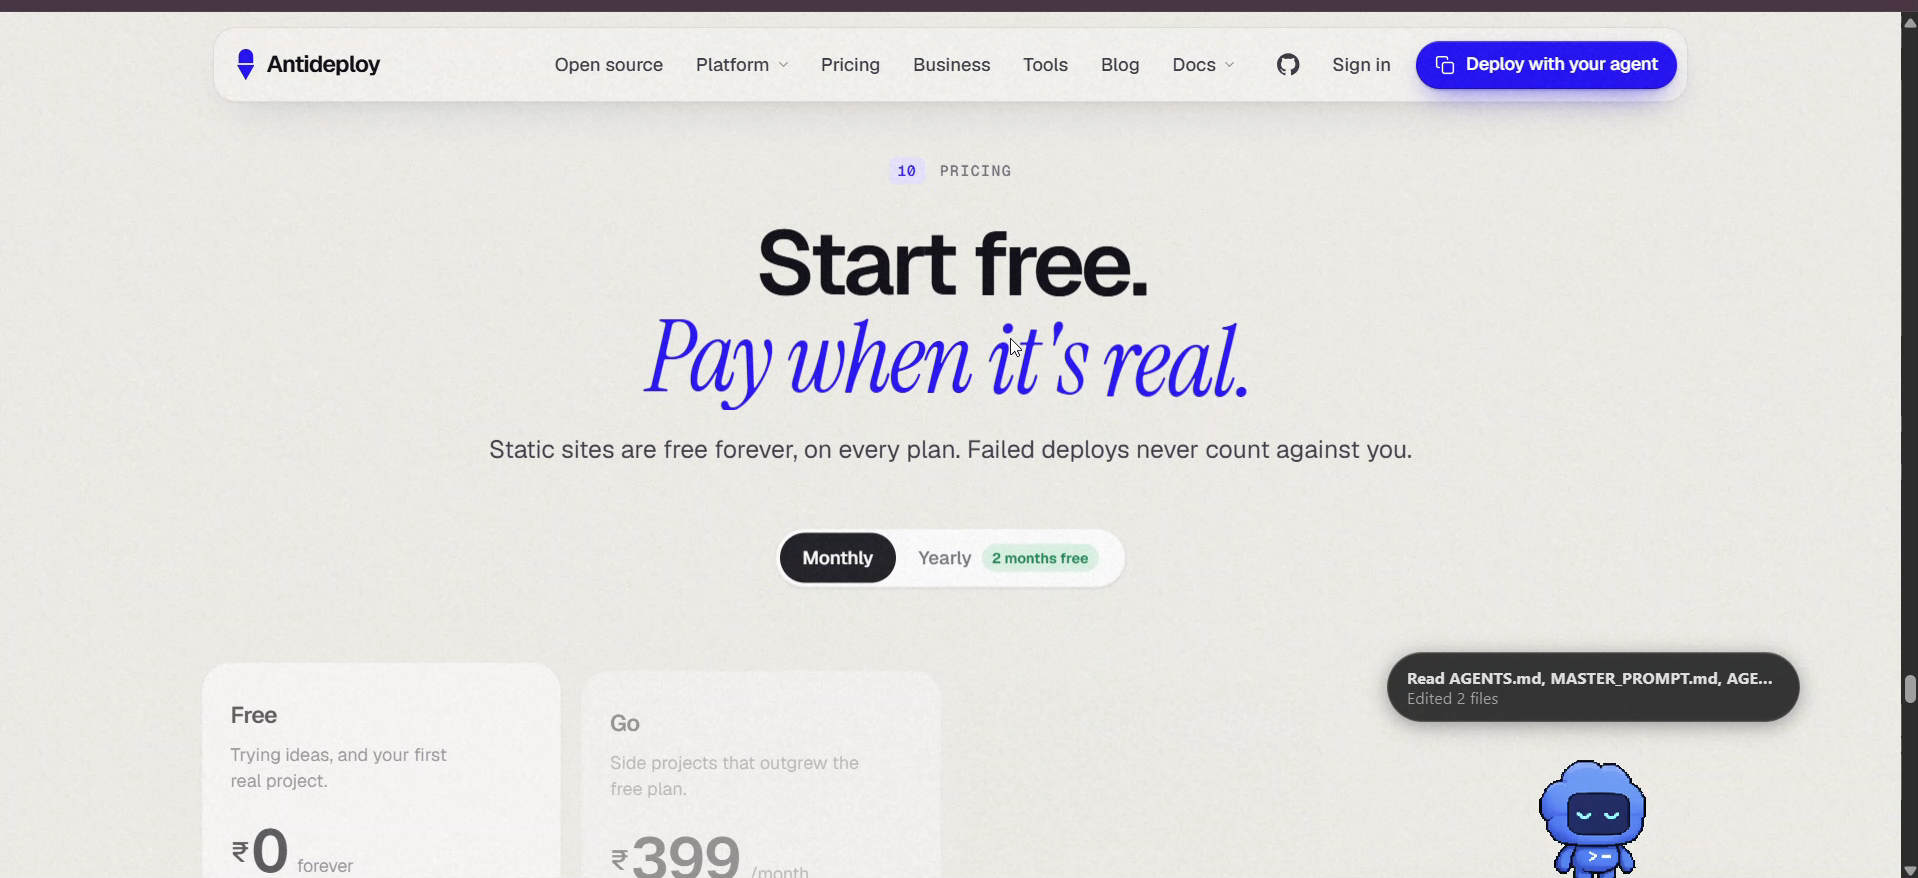 Antideploy
Open source
Platform
Pricing
Business
Tools
Blog
Docs
Sign in
Deploy with your agent
10 PRICING
Start free.
Pay when it's real.
Static sites are free forever, on every plan. Failed deploys never count against you.
Monthly
Yearly
2 months free
Free
Trying ideas, and your first
real project.
₹0 forever
Go
Side projects that outgrew the
free plan.
₹399 /month
Read AGENTS.md, MASTER_PROMPT.md, AGE...
Edited 2 files